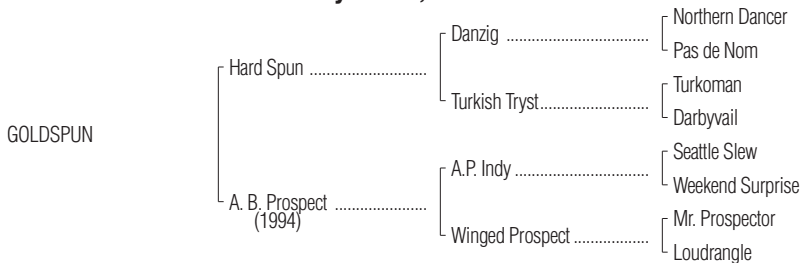 Northern Dancer
Danzig ........................................
Pas de Nom
Hard Spun ............................
Turkoman
Turkish Tryst..............................
Darbyvail
GOLDSPUN
Seattle Slew
A.P. Indy .....................................
Weekend Surprise
A. B. Prospect ......................
(1994)
Mr. Prospector
Winged Prospect ..................
Loudrangle